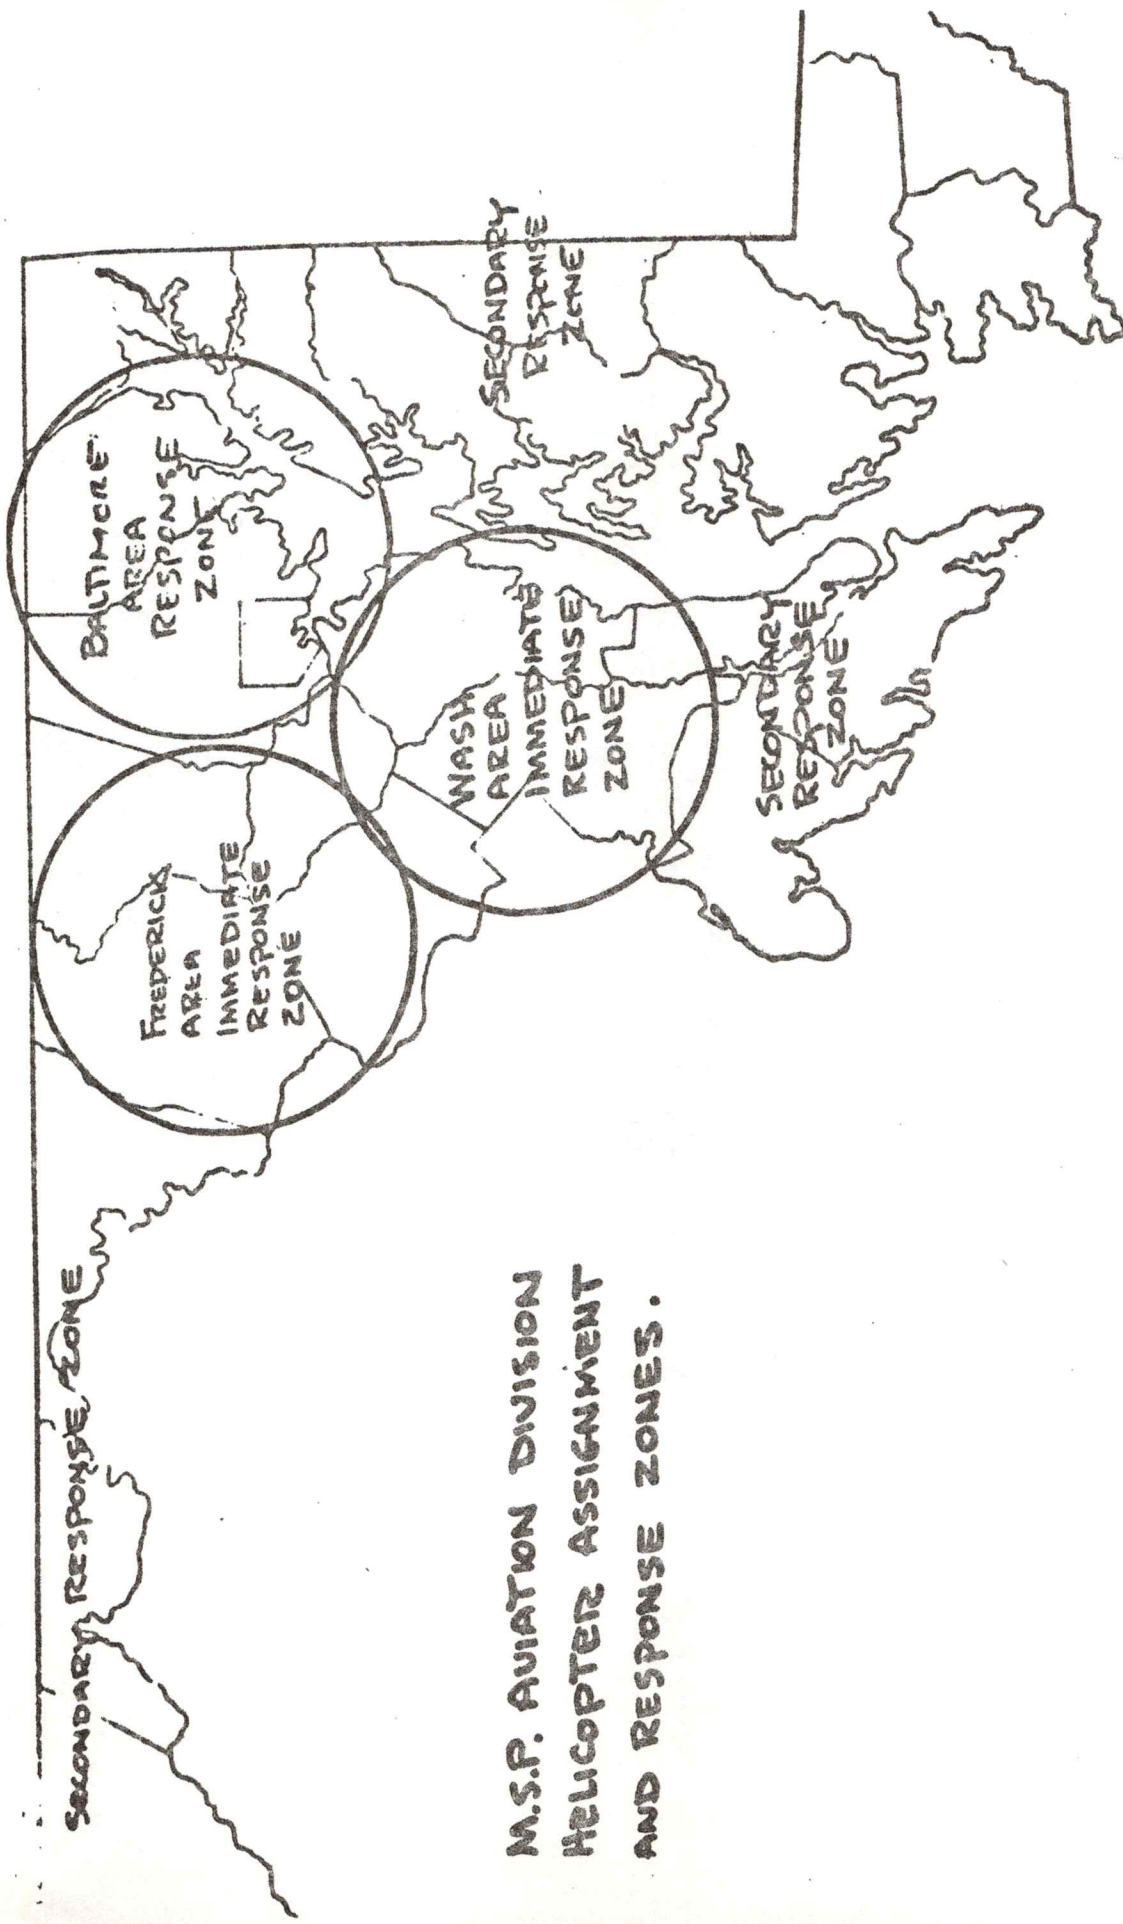 SECONDARY RESPONSE ZONE
FREDERICK
AREA
IMMEDIATE
RESPONSE
ZONE
BALTIMORE
AREA
RESPONSE
ZONE
WASH
AREA
IMMEDIATE
RESPONSE
ZONE
SECONDARY
RESPONSE
ZONE
SECONDARY
RESPONSE
ZONE
M.S.P. AVIATION DIVISION
HELICOPTER ASSIGNMENT
AND RESPONSE ZONES.